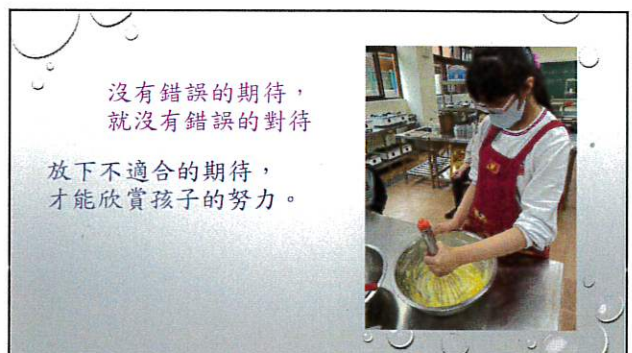 沒有錯誤的期待，
就沒有錯誤的對待
放下不適合的期待，
才能欣賞孩子的努力。